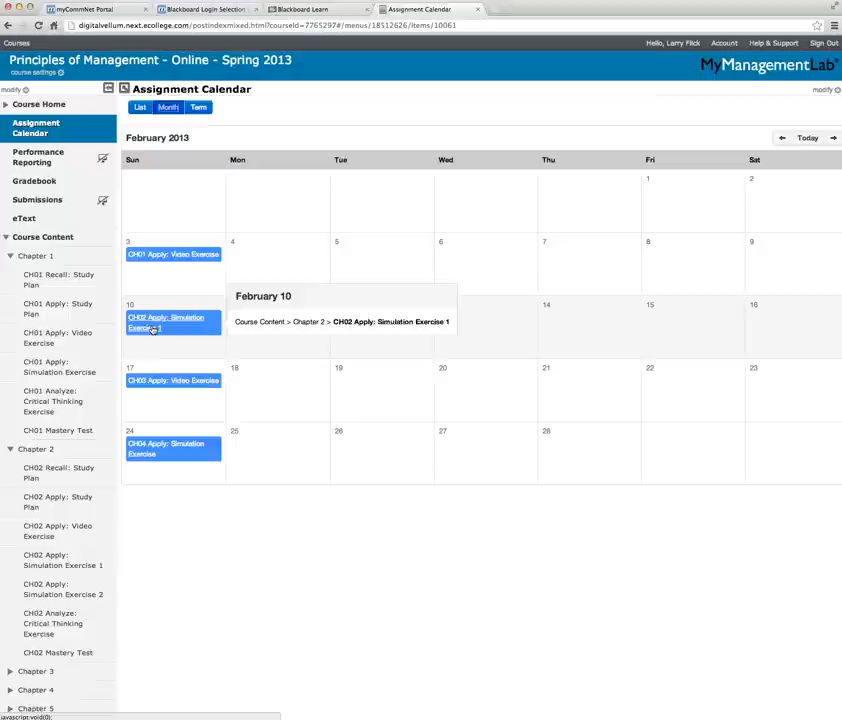 myCommNet Portal
Blackboard Login Selection
Blackboard Learn
Assignment Calendar
digitalvellum.next.ecollege.com/postindexmixed.html?courseId=7765297#/menus/18512626/items/10061
Courses
Hello, Larry Flick
Account
Help & Support
Sign Out
Principles of Management - Online - Spring 2013
course settings
MyManagementLab
modify
Assignment Calendar
modify
Course Home
List
Month
Term
Assignment
Calendar
February 2013
Today
Performance
Reporting
Gradebook
Submissions
eText
Course Content
Chapter 1
CH01 Recall: Study
Plan
CH01 Apply: Study
Plan
CH01 Apply: Video
Exercise
CH01 Apply:
Simulation Exercise
CH01 Analyze:
Critical Thinking
Exercise
CH01 Mastery Test
Chapter 2
CH02 Recall: Study
Plan
CH02 Apply: Study
Plan
CH02 Apply: Video
Exercise
CH02 Apply:
Simulation Exercise 1
CH02 Apply:
Simulation Exercise 2
CH02 Analyze:
Critical Thinking
Exercise
CH02 Mastery Test
Chapter 3
Chapter 4
Chapter 5
Sun Mon Tue Wed Thu Fri Sat
1 2
3 4 5 6 7 8 9
CH01 Apply: Video Exercise
10 14 15 16
CH02 Apply: Simulation
Exercise 1
February 10
Course Content > Chapter 2 > CH02 Apply: Simulation Exercise 1
17 18 19 20 21 22 23
CH03 Apply: Video Exercise
24 25 26 27 28
CH04 Apply: Simulation
Exercise
javascript:void(0);